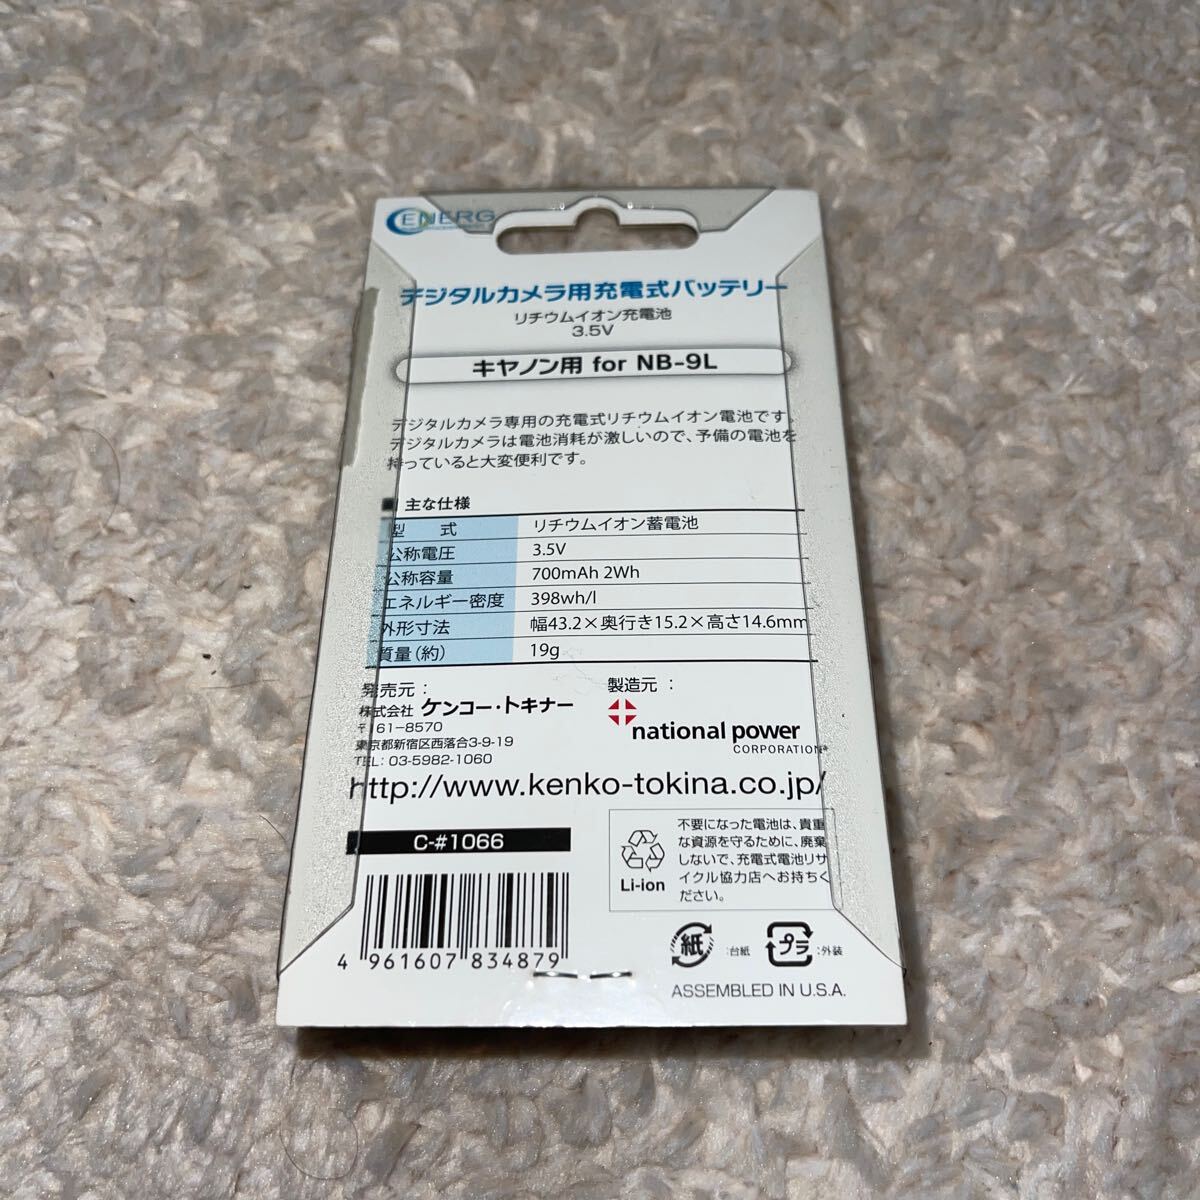 ENERG
デジタルカメラ用充電式バッテリー
リチウムイオン充電池
3.5V
キヤノン用 for NB-9L
デジタルカメラ専用の充電式リチウムイオン電池です。
デジタルカメラは電池消耗が激しいので、予備の電池を
持っていると大変便利です。
■ 主な仕様
型 式 リチウムイオン蓄電池
公称電圧 3.5V
公称容量 700mAh 2Wh
エネルギー密度 398wh/l
外形寸法 幅43.2×奥行き15.2×高さ14.6mm
質量(約) 19g
発売元:
株式会社 ケンコー・トキナー
〒161-8570
東京都新宿区西落合3-9-19
TEL: 03-5982-1060
製造元 :
national power
CORPORATION
http://www.kenko-tokina.co.jp/
C-#1066
4 961607 834879
Li-ion
不要になった電池は、貴重
な資源を守るために、廃棄
しないで、充電式電池リサ
イクル協力店へお持ちく
ださい。
紙 :台紙
プラ :外装
ASSEMBLED IN U.S.A.